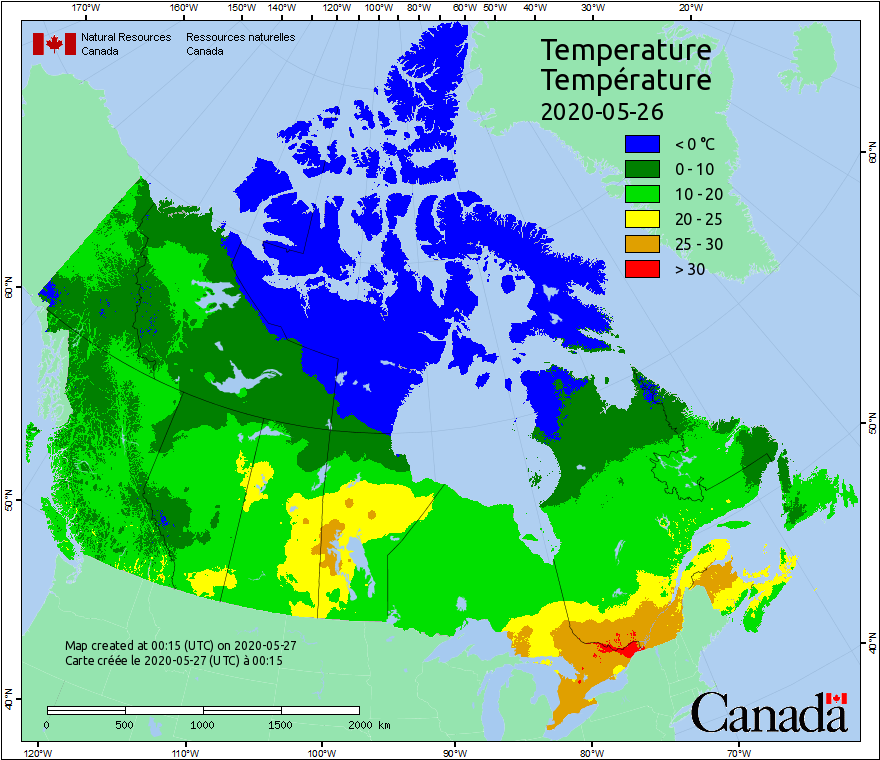 170°W 160°W 150°W 140°W 120°W 100°W 80°W 60°W 50°W 40°W 30°W 20°W
Natural Resources Ressources naturelles
Canada Canada
Temperature
Température
2020-05-26
< 0 °C
0 - 10
10 - 20
20 - 25
25 - 30
> 30
60°N
60°N
50°N
50°N
40°N
40°N
Map created at 00:15 (UTC) on 2020-05-27
Carte créée le 2020-05-27 (UTC) à 00:15
0 500 1000 1500 2000 km
Canada
120°W 110°W 100°W 90°W 80°W 70°W